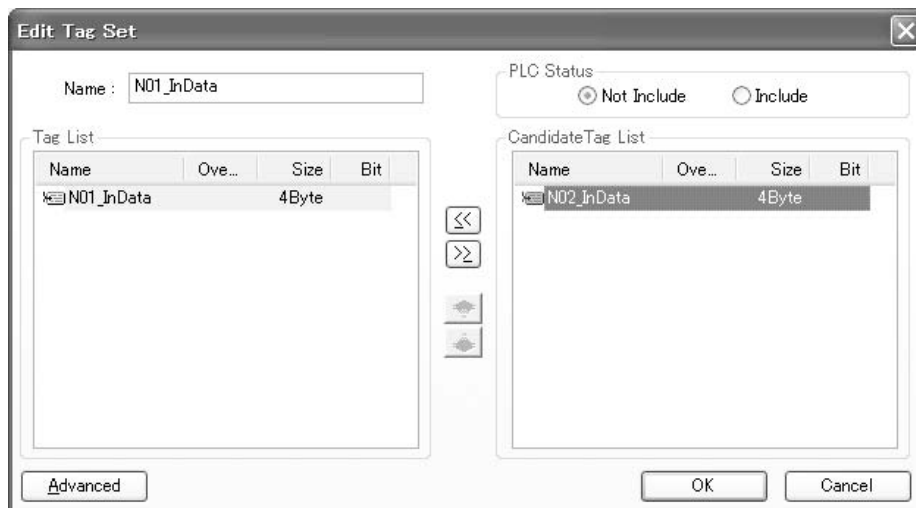 Edit Tag Set
Name : N01_InData
PLC Status
Not Include Include
Tag List
Name Ove... Size Bit
N01_InData 4Byte
<<
>>
CandidateTag List
Name Ove... Size Bit
N02_InData 4Byte
Advanced
OK Cancel